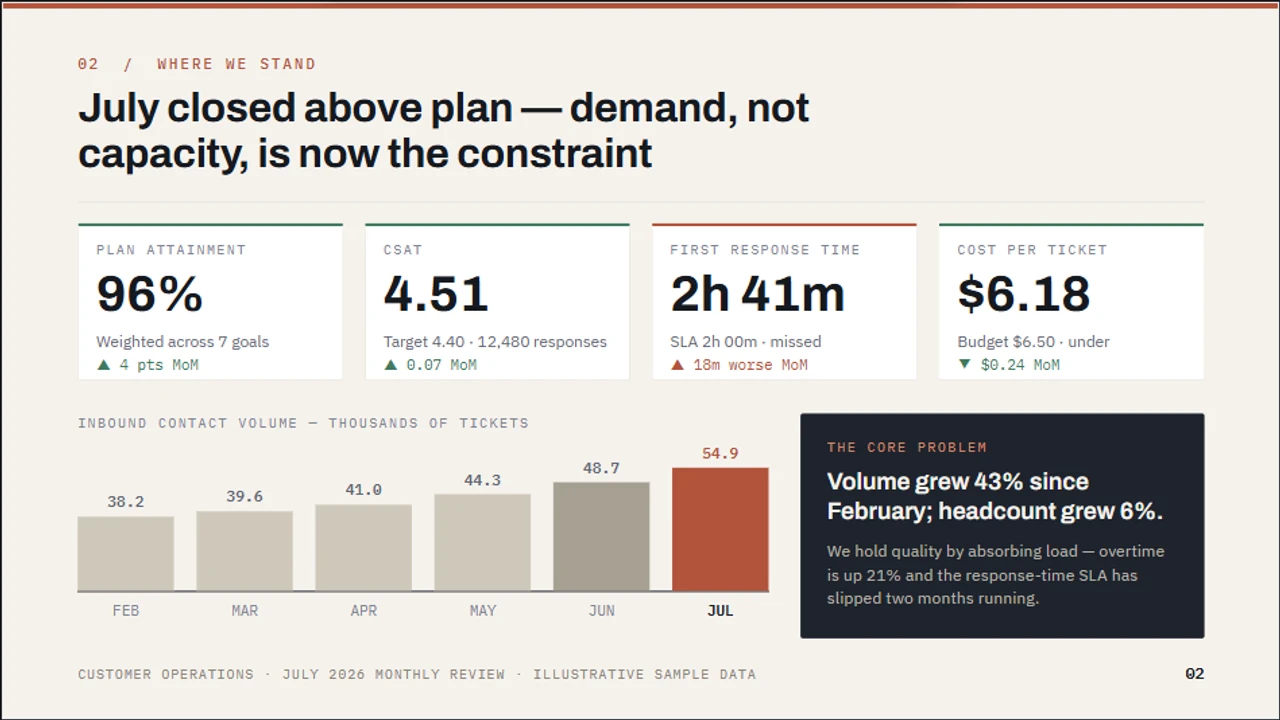 02 / WHERE WE STAND
July closed above plan — demand, not
capacity, is now the constraint
PLAN ATTAINMENT
96%
Weighted across 7 goals
▲ 4 pts MoM
CSAT
4.51
Target 4.40 · 12,480 responses
▲ 0.07 MoM
FIRST RESPONSE TIME
2h 41m
SLA 2h 00m · missed
▲ 18m worse MoM
COST PER TICKET
$6.18
Budget $6.50 · under
▼ $0.24 MoM
INBOUND CONTACT VOLUME — THOUSANDS OF TICKETS
38.2
39.6
41.0
44.3
48.7
54.9
FEB
MAR
APR
MAY
JUN
JUL
THE CORE PROBLEM
Volume grew 43% since
February; headcount grew 6%.
We hold quality by absorbing load — overtime
is up 21% and the response-time SLA has
slipped two months running.
CUSTOMER OPERATIONS · JULY 2026 MONTHLY REVIEW · ILLUSTRATIVE SAMPLE DATA
02